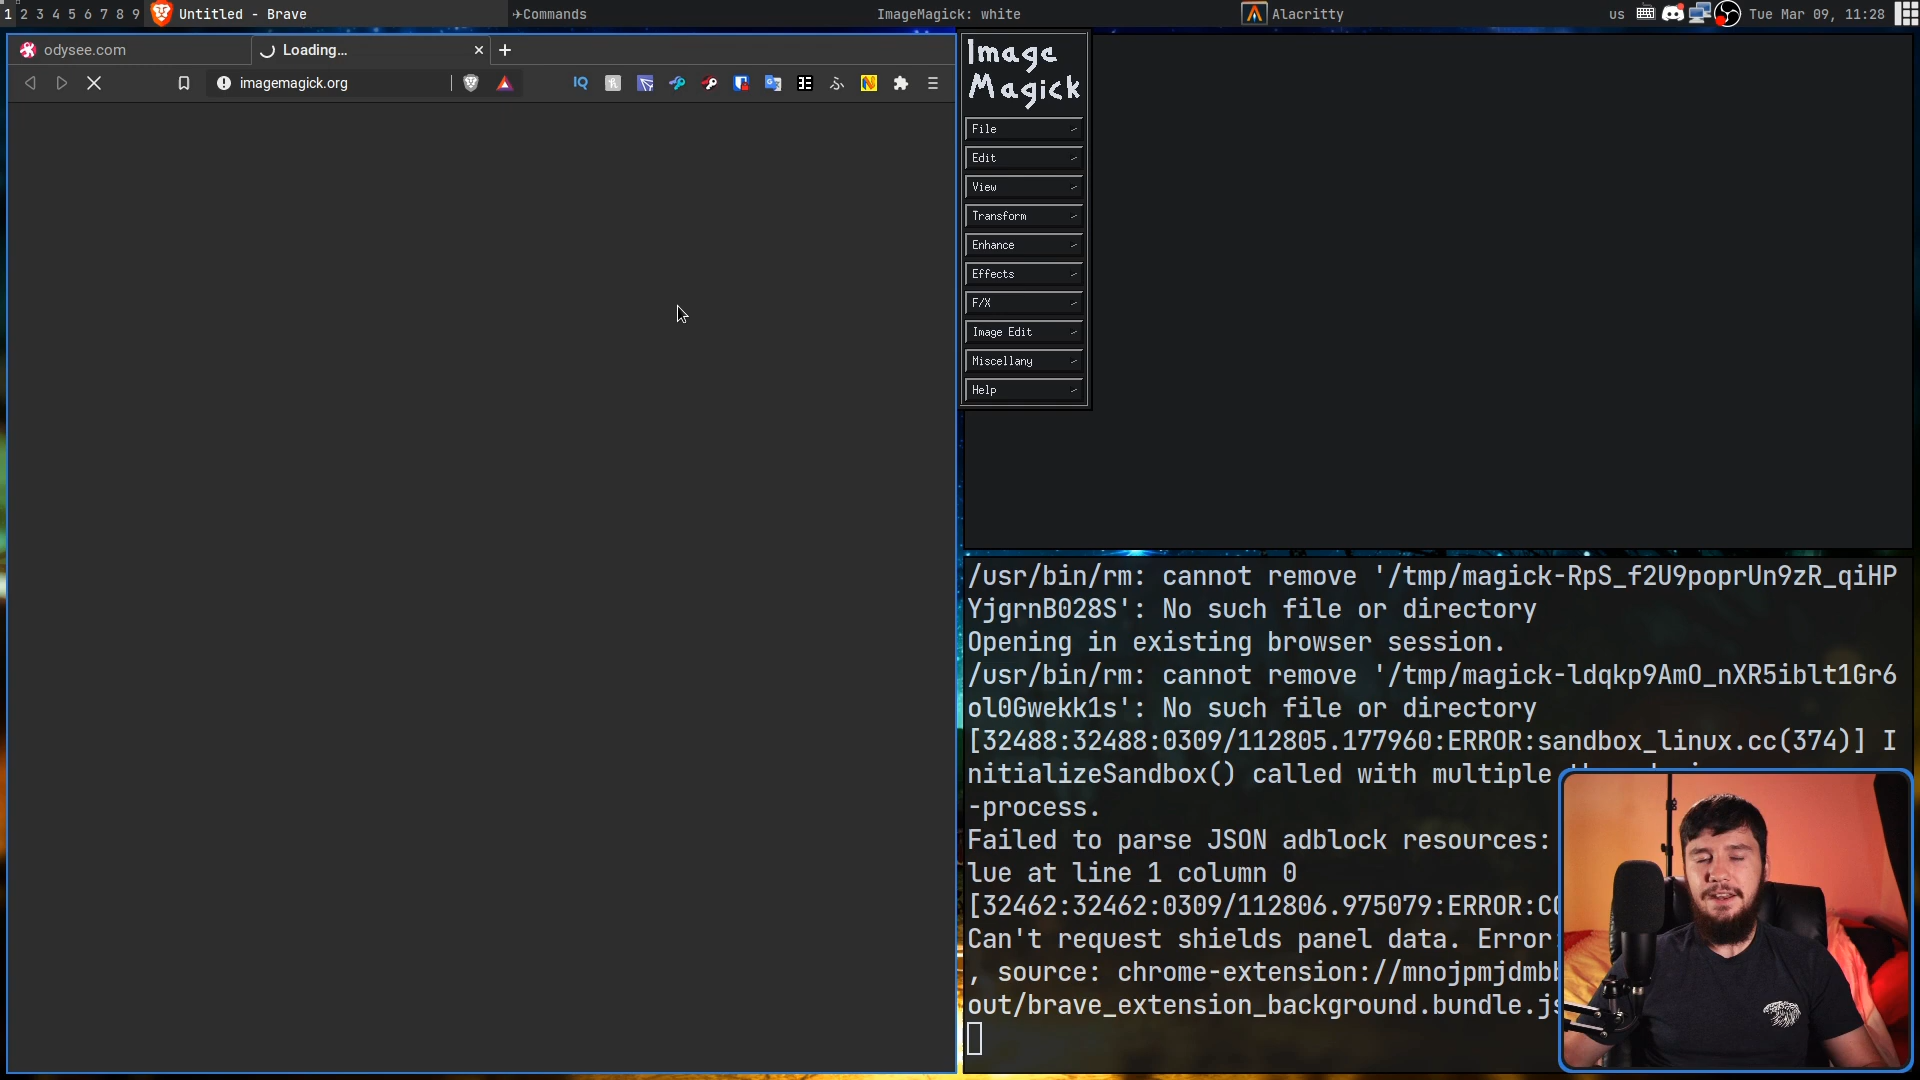 1 2 3 4 5 6 7 8 9 Untitled - Brave
✈Commands
ImageMagick: white
Alacritty
us
Tue Mar 09, 11:28
odysee.com
Loading...
imagemagick.org
IQ
Image
Magick
File
Edit
View
Transform
Enhance
Effects
F/X
Image Edit
Miscellany
Help
/usr/bin/rm: cannot remove '/tmp/magick-RpS_f2U9poprUn9zR_qiHP
YjgrnB028S': No such file or directory
Opening in existing browser session.
/usr/bin/rm: cannot remove '/tmp/magick-ldqkp9AmO_nXR5iblt1Gr6
ol0Gwekk1s': No such file or directory
[32488:32488:0309/112805.177960:ERROR:sandbox_linux.cc(374)] I
nitializeSandbox() called with multiple
-process.
Failed to parse JSON adblock resources:
lue at line 1 column 0
[32462:32462:0309/112806.975079:ERROR:CO
Can't request shields panel data. Error:
, source: chrome-extension://mnojpmjdmbb
out/brave_extension_background.bundle.js